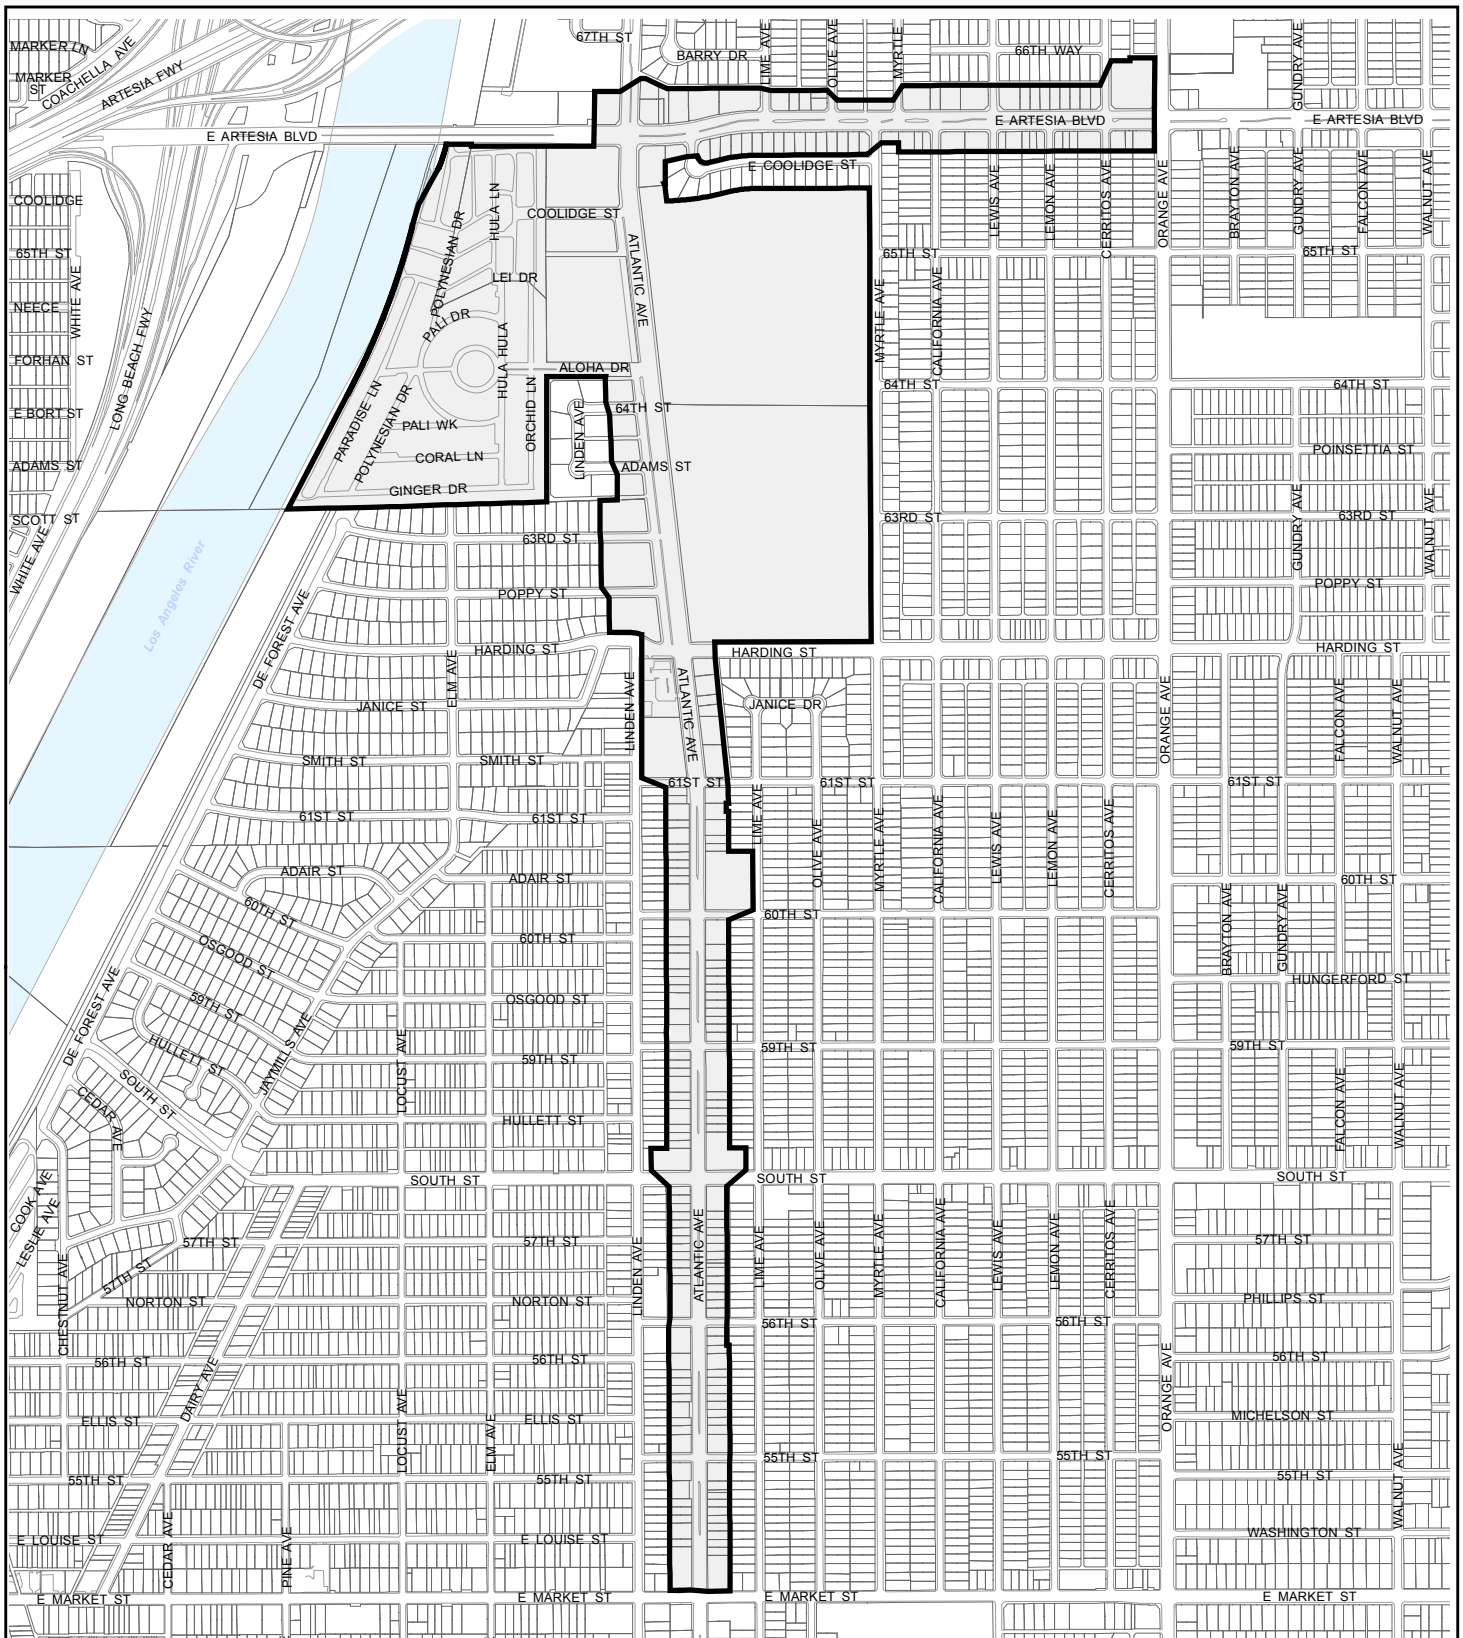 67TH ST
MARKER LN
COACHELLA AVE
BARRY DR
LIME AVE
OLIVE AVE
MYRTLE
66TH WAY
GUNDRY AVE
MARKER
ST
ARTESIA FWY
E ARTESIA BLVD
E ARTESIA BLVD
E ARTESIA BLVD
E COOLIDGE ST
COOLIDGE
HULA LN
COOLIDGE ST
LEWIS AVE
LEMON AVE
CERRITOS AVE
ORANGE AVE
BRAYTON AVE
GUNDRY AVE
FALCON AVE
WALNUT AVE
65TH ST
POLYNESIAN DR
ATLANTIC AVE
65TH ST
65TH ST
WHITE AVE
LEI DR
NEECE
PALI DR
MYRTLE AVE
CALIFORNIA AVE
LONG BEACH FWY
FORHAN ST
HULA HULA
ALOHA DR
64TH ST
64TH ST
E BORT ST
PARADISE LN
POLYNESIAN DR
ORCHID LN
LINDEN AVE
64TH ST
PALI WK
POINSETTIA ST
CORAL LN
ADAMS ST
ADAMS ST
GINGER DR
SCOTT ST
63RD ST
GUNDRY AVE
63RD ST
WALNUT AVE
WHITE AVE
63RD ST
Los Angeles River
POPPY ST
POPPY ST
DE FOREST AVE
HARDING ST
HARDING ST
HARDING ST
ELM AVE
LINDEN AVE
ATLANTIC AVE
JANICE ST
JANICE DR
ORANGE AVE
FALCON AVE
WALNUT AVE
SMITH ST
SMITH ST
61ST ST
61ST ST
61ST ST
61ST ST
61ST ST
LIME AVE
OLIVE AVE
MYRTLE AVE
CALIFORNIA AVE
LEWIS AVE
LEMON AVE
CERRITOS AVE
ADAIR ST
ADAIR ST
60TH ST
60TH ST
60TH ST
60TH ST
OSGOOD ST
BRAYTON AVE
GUNDRY AVE
HUNGERFORD ST
DE FOREST AVE
59TH ST
OSGOOD ST
HULLETT ST
JAYMILLS AVE
LOCUST AVE
59TH ST
59TH ST
59TH ST
SOUTH ST
CEDAR AVE
HULLETT ST
FALCON AVE
WALNUT AVE
SOUTH ST
SOUTH ST
SOUTH ST
COOK AVE
LESLIE AVE
57TH ST
57TH ST
57TH ST
57TH ST
LINDEN AVE
ATLANTIC AVE
LIME AVE
OLIVE AVE
MYRTLE AVE
CALIFORNIA AVE
LEWIS AVE
LEMON AVE
CERRITOS AVE
CHESTNUT AVE
NORTON ST
NORTON ST
PHILLIPS ST
56TH ST
56TH ST
56TH ST
56TH ST
56TH ST
DAIRY AVE
ORANGE AVE
ELLIS ST
LOCUST AVE
ELM AVE
ELLIS ST
MICHELSON ST
55TH ST
55TH ST
55TH ST
55TH ST
55TH ST
WALNUT AVE
E LOUISE ST
CEDAR AVE
PINE AVE
E LOUISE ST
WASHINGTON ST
E MARKET ST
E MARKET ST
E MARKET ST
E MARKET ST